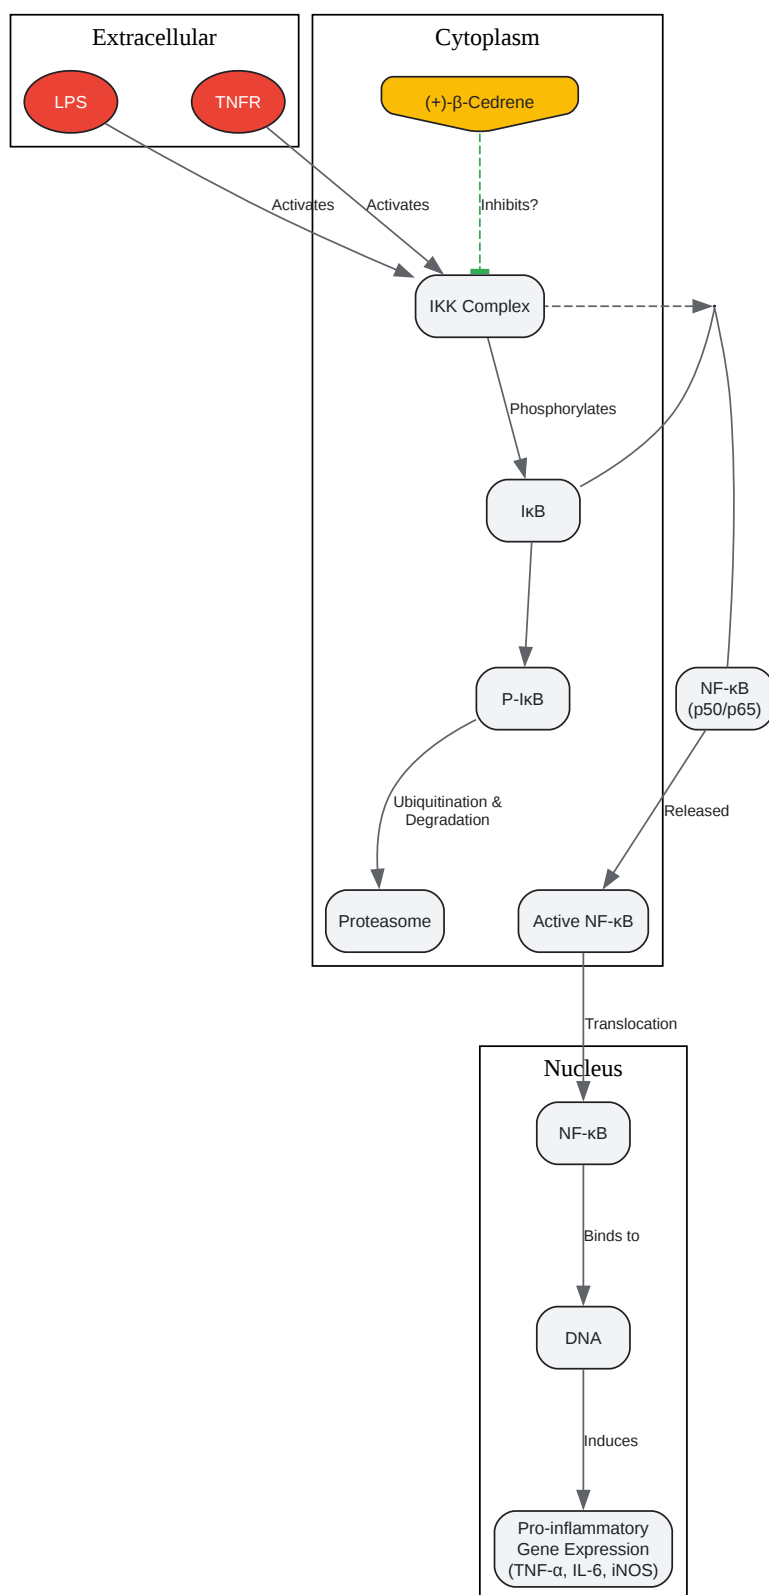 Extracellular
Cytoplasm
LPS
TNFR
(+)-β-Cedrene
Activates
Activates
Inhibits?
IKK Complex
Phosphorylates
IκB
P-IκB
NF-κB
(p50/p65)
Ubiquitination &
Degradation
Released
Proteasome
Active NF-κB
Translocation
Nucleus
NF-κB
Binds to
DNA
Induces
Pro-inflammatory
Gene Expression
(TNF-α, IL-6, iNOS)